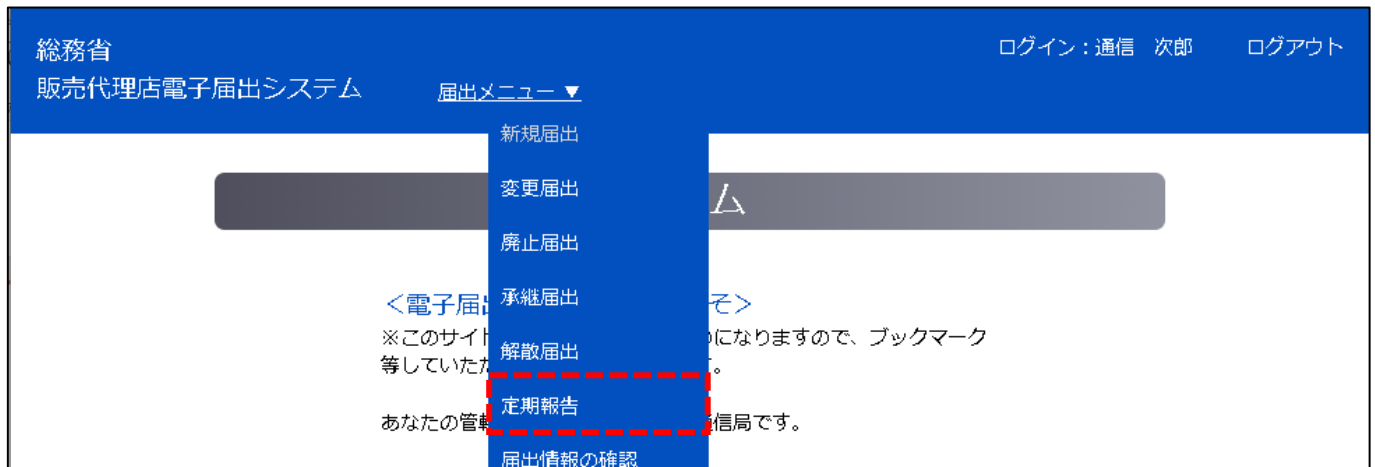 総務省
販売代理店電子届出システム
届出メニュー ▼
ログイン：通信 次郎
ログアウト
新規届出
変更届出
廃止届出
承継届出
解散届出
定期報告
届出情報の確認
ム
＜電子届
そ＞
※このサイト
になりますので、ブックマーク
等していただ
。
あなたの管轄
信局です。